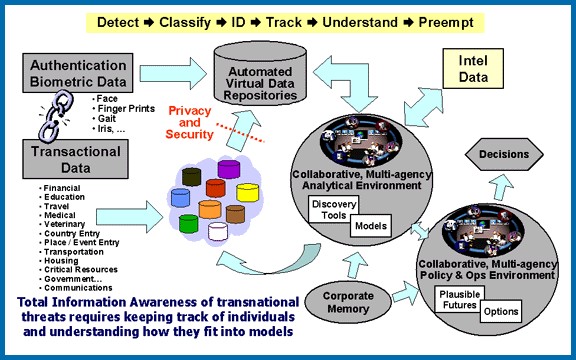 Detect ➔ Classify ➔ ID ➔ Track ➔ Understand ➔ Preempt
Authentication
Biometric Data
• Face
• Finger Prints
• Gait
• Iris, ...
Automated
Virtual Data
Repositories
Intel
Data
Privacy
and
Security
Transactional
Data
• Financial
• Education
• Travel
• Medical
• Veterinary
• Country Entry
• Place / Event Entry
• Transportation
• Housing
• Critical Resources
• Government...
• Communications
Collaborative, Multi-agency
Analytical Environment
Discovery
Tools
Models
Decisions
Collaborative, Multi-agency
Policy & Ops Environment
Plausible
Futures
Options
Corporate
Memory
Total Information Awareness of transnational
threats requires keeping track of individuals
and understanding how they fit into models